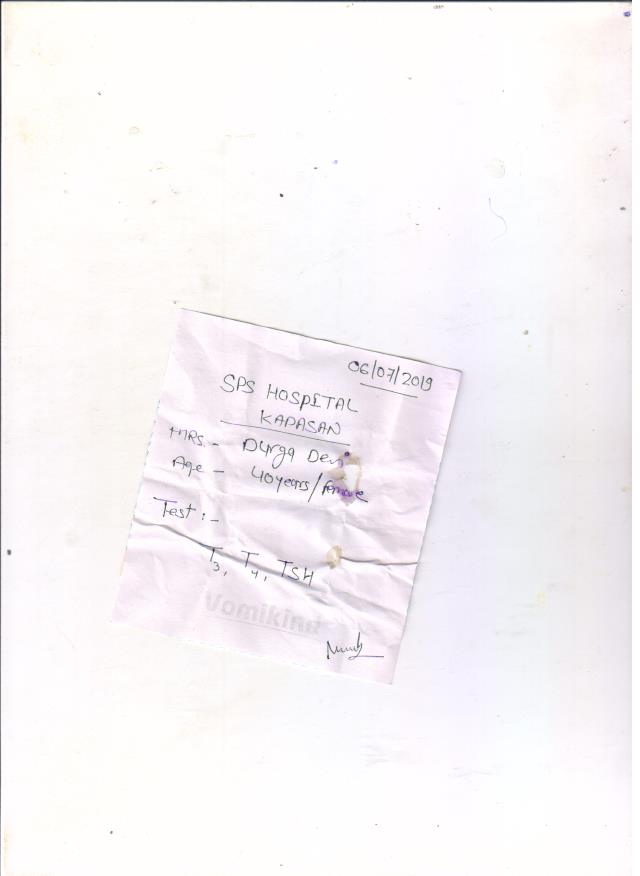 06/07/2019
SPS HOSPITAL
KAPASAN
MRS. - Durga Devi
Age - 40years/female
Test :-
T3, T4, TSH
Vomikind